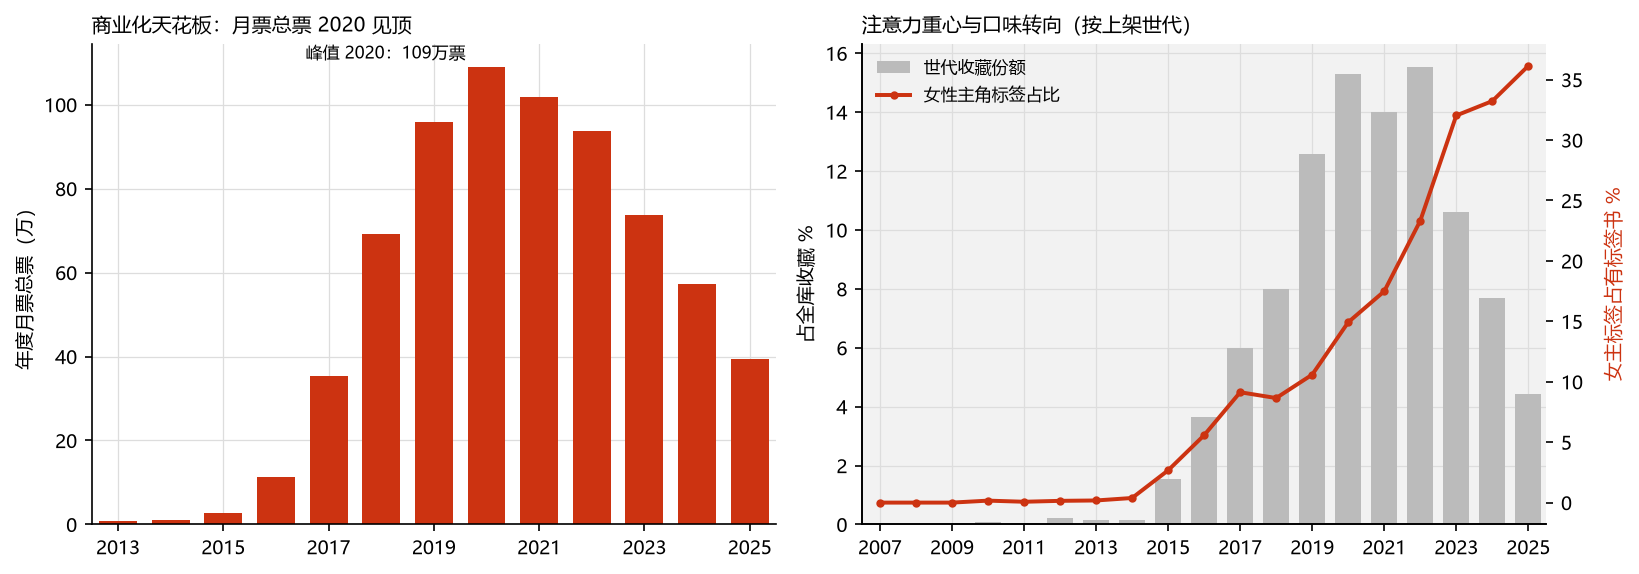 商业化天花板：月票总票 2020 见顶
峰值 2020：109万票
年度月票总票（万）
100
80
60
40
20
0
2013 2015 2017 2019 2021 2023 2025
注意力重心与口味转向（按上架世代）
世代收藏份额
女性主角标签占比
占全库收藏 %
16
14
12
10
8
6
4
2
0
35
30
25
20
15
10
5
0
女主标签占有标签书 %
2007 2009 2011 2013 2015 2017 2019 2021 2023 2025